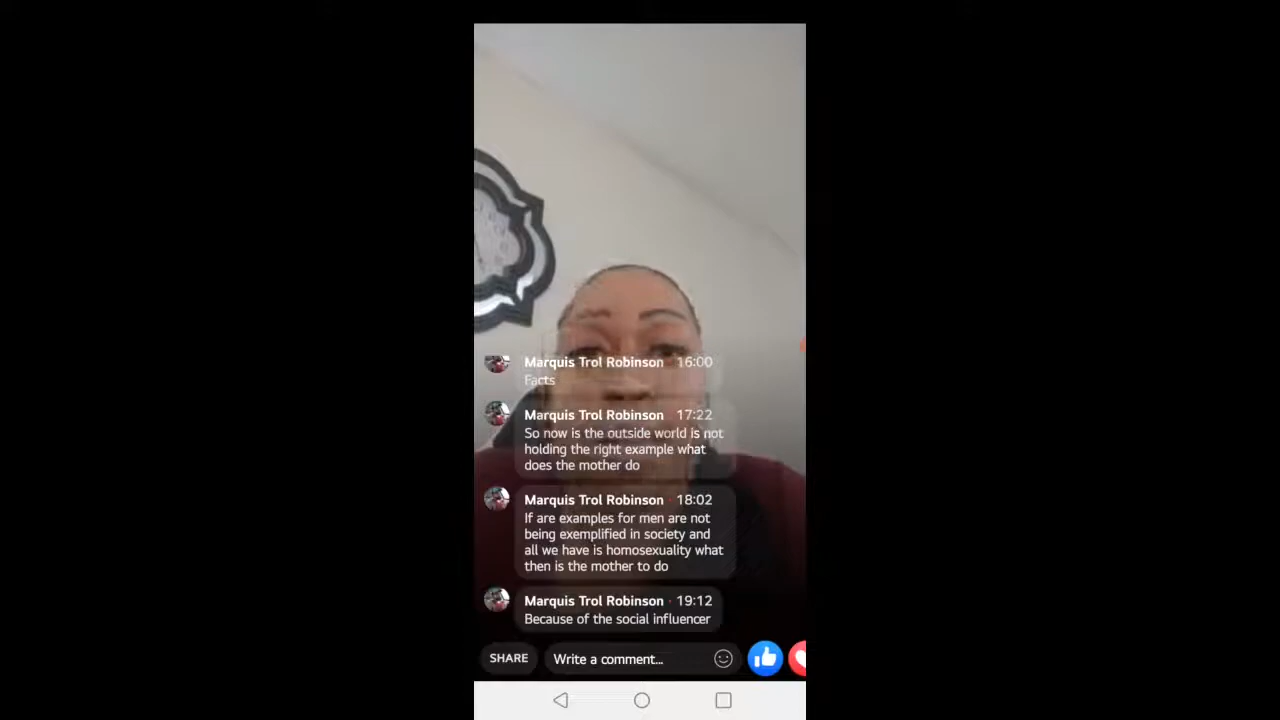 Marquis Trol Robinson 16:00
Facts
Marquis Trol Robinson 17:22
So now is the outside world is not
holding the right example what
does the mother do
Marquis Trol Robinson · 18:02
If are examples for men are not
being exemplified in society and
all we have is homosexuality what
then is the mother to do
Marquis Trol Robinson · 19:12
Because of the social influencer
SHARE Write a comment...